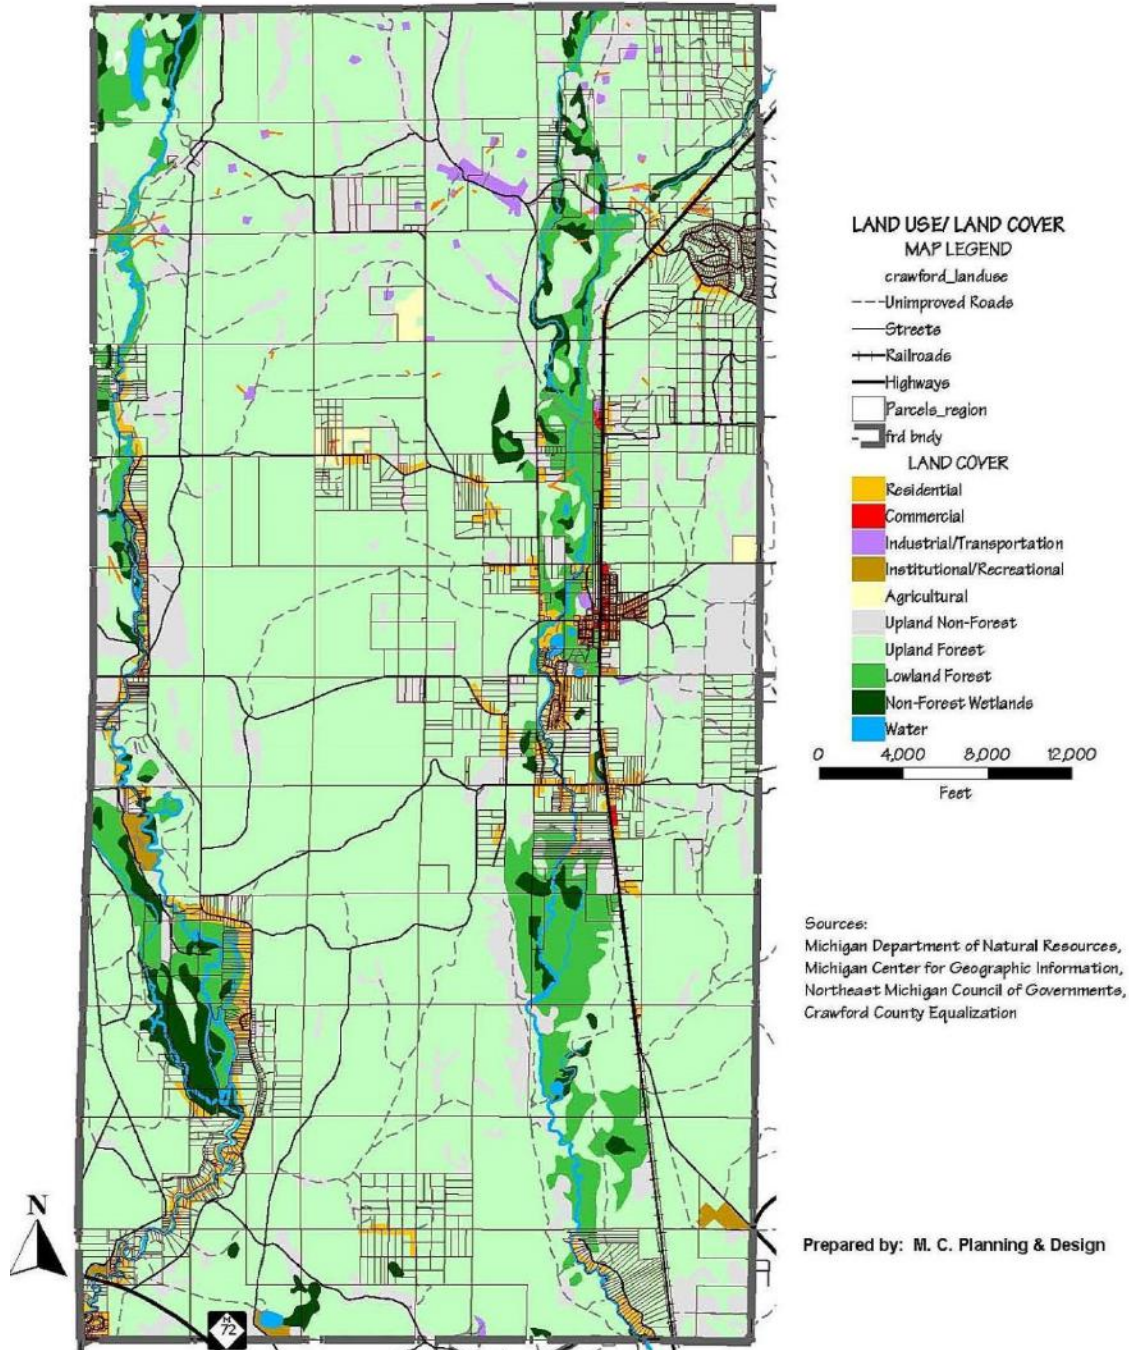 LAND USE/ LAND COVER
MAP LEGEND
crawford_landuse
Unimproved Roads
Streets
Railroads
Highways
Parcels_region
frd bndy
LAND COVER
Residential
Commercial
Industrial/Transportation
Institutional/Recreational
Agricultural
Upland Non-Forest
Upland Forest
Lowland Forest
Non-Forest Wetlands
Water
0 4,000 8,000 12,000
Feet
Sources:
Michigan Department of Natural Resources,
Michigan Center for Geographic Information,
Northeast Michigan Council of Governments,
Crawford County Equalization
N
Prepared by: M. C. Planning & Design
M
72